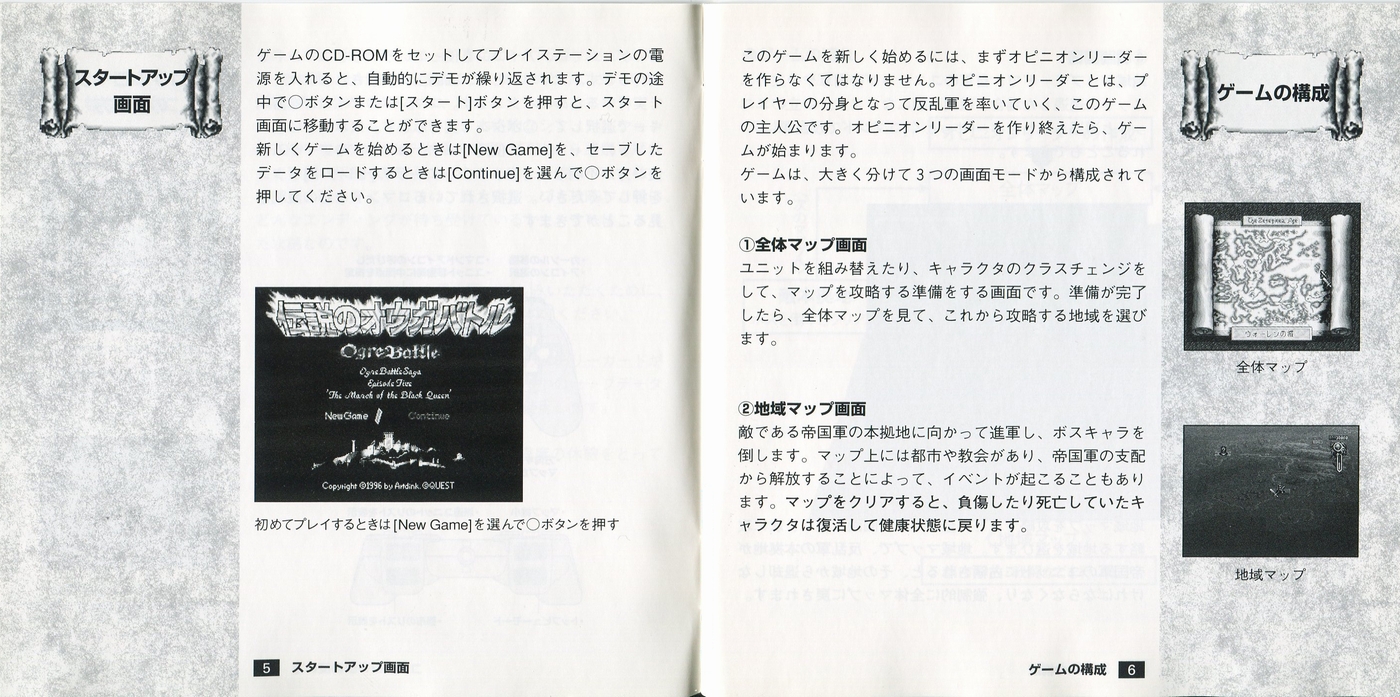 スタートアップ
画面
ゲームのCD-ROMをセットしてプレイステーションの電
源を入れると、自動的にデモが繰り返されます。デモの途
中で○ボタンまたは[スタート]ボタンを押すと、スタート
画面に移動することができます。
新しくゲームを始めるときは[New Game]を、セーブした
データをロードするときは[Continue]を選んで○ボタンを
押してください。
伝説のオウガバトル
Ogre Battle
Ogre Battle Saga
Episode Five
"The March of the Black Queen"
New Game
Continue
Copyright ©1996 by Artdink. ©QUEST
初めてプレイするときは[New Game]を選んで○ボタンを押す
5 スタートアップ画面
ゲームの構成
このゲームを新しく始めるには、まずオピニオンリーダー
を作らなくてはなりません。オピニオンリーダーとは、プ
レイヤーの分身となって反乱軍を率いていく、このゲーム
の主人公です。オピニオンリーダーを作り終えたら、ゲー
ムが始まります。
ゲームは、大きく分けて3つの画面モードから構成されて
います。
①全体マップ画面
ユニットを組み替えたり、キャラクタのクラスチェンジを
して、マップを攻略する準備をする画面です。準備が完了
したら、全体マップを見て、これから攻略する地域を選び
ます。
②地域マップ画面
敵である帝国軍の本拠地に向かって進軍し、ボスキャラを
倒します。マップ上には都市や教会があり、帝国軍の支配
から解放することによって、イベントが起こることもあり
ます。マップをクリアすると、負傷したり死亡していたキ
ャラクタは復活して健康状態に戻ります。
ウォーレンの城
全体マップ
地域マップ
ゲームの構成 6